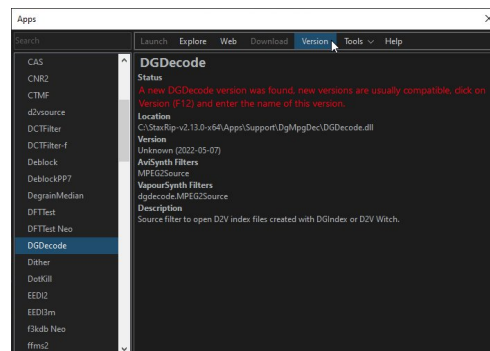 Apps
Search
Launch Explore Web Download Version Tools Help
CAS
CNR2
CTMF
d2vsource
DCTFilter
DCTFilter-f
Deblock
DeblockPP7
DegrainMedian
DFTTest
DFTTest Neo
DGDecode
Dither
DotKill
EEDI2
EEDI3m
f3kdb Neo
ffms2
DGDecode
Status
A new DGDecode version was found, new versions are usually compatible, click on
Version (F12) and enter the name of this version.
Location
C:\StaxRip-v2.13.0-x64\Apps\Support\DgMpgDec\DGDecode.dll
Version
Unknown (2022-05-07)
AviSynth Filters
MPEG2Source
VapourSynth Filters
dgdecode.MPEG2Source
Description
Source filter to open D2V index files created with DGIndex or D2V Witch.